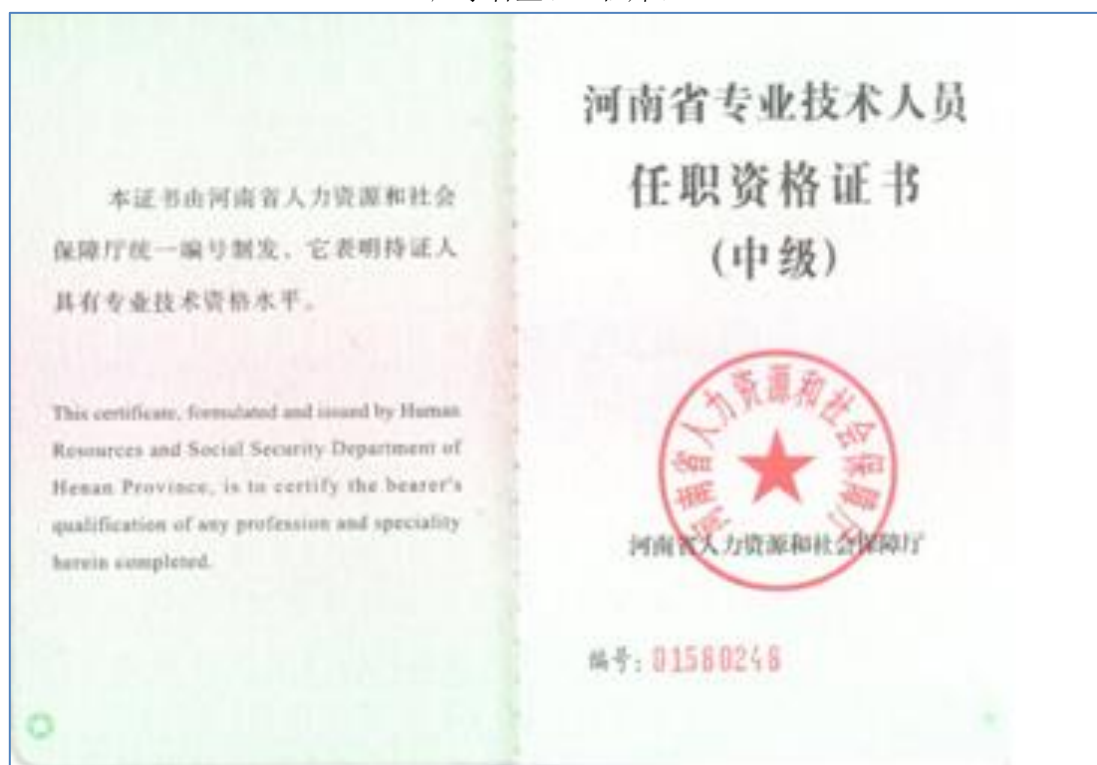 本证书由河南省人力资源和社会
保障厅统一编号制发，它表明持证人
具有专业技术资格水平。
This certificate, formulated and issued by Human
Resources and Social Security Department of
Henan Province, is to certify the bearer's
qualification of any profession and speciality
herein completed.
河南省专业技术人员
任职资格证书
（中级）
河南省人力资源和社会保障厅
河南省人力资源和社会保障厅
编号：01580248